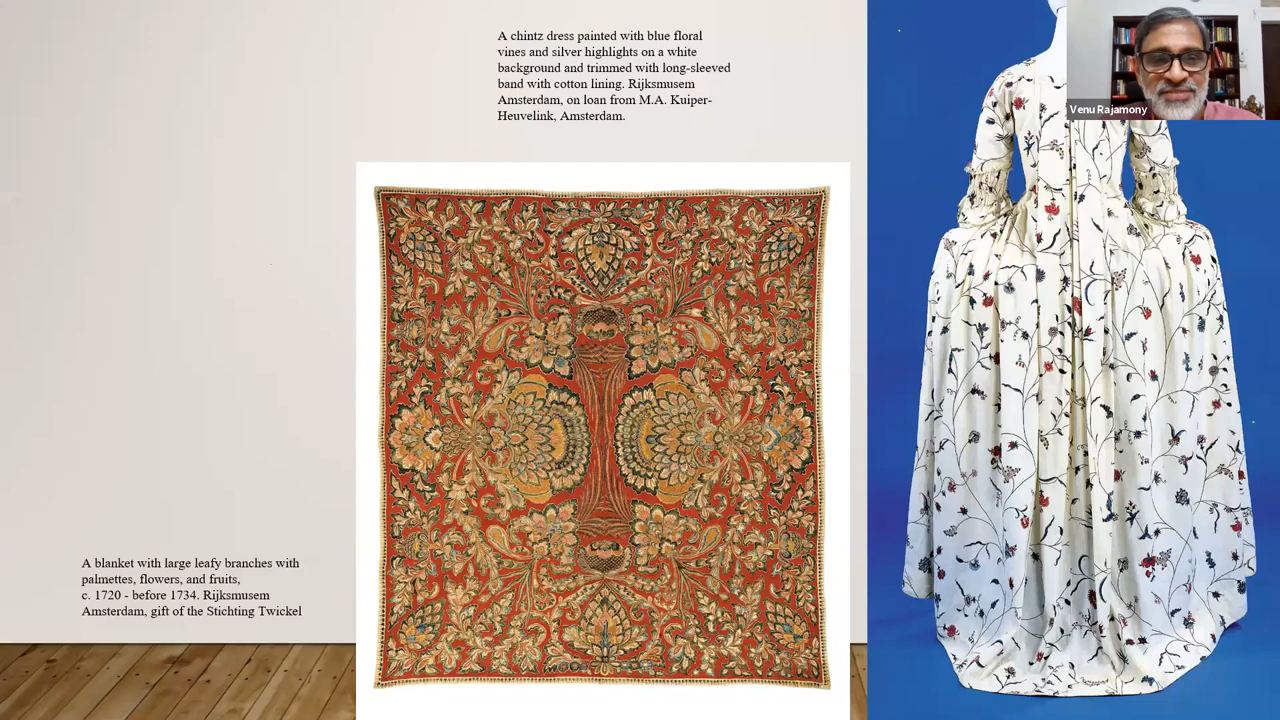 A chintz dress painted with blue floral
vines and silver highlights on a white
background and trimmed with long-sleeved
band with cotton lining. Rijksmusem
Amsterdam, on loan from M.A. Kuiper-
Heuvelink, Amsterdam.
Venu Rajamony
A blanket with large leafy branches with
palmettes, flowers, and fruits,
c. 1720 - before 1734. Rijksmusem
Amsterdam, gift of the Stichting Twickel